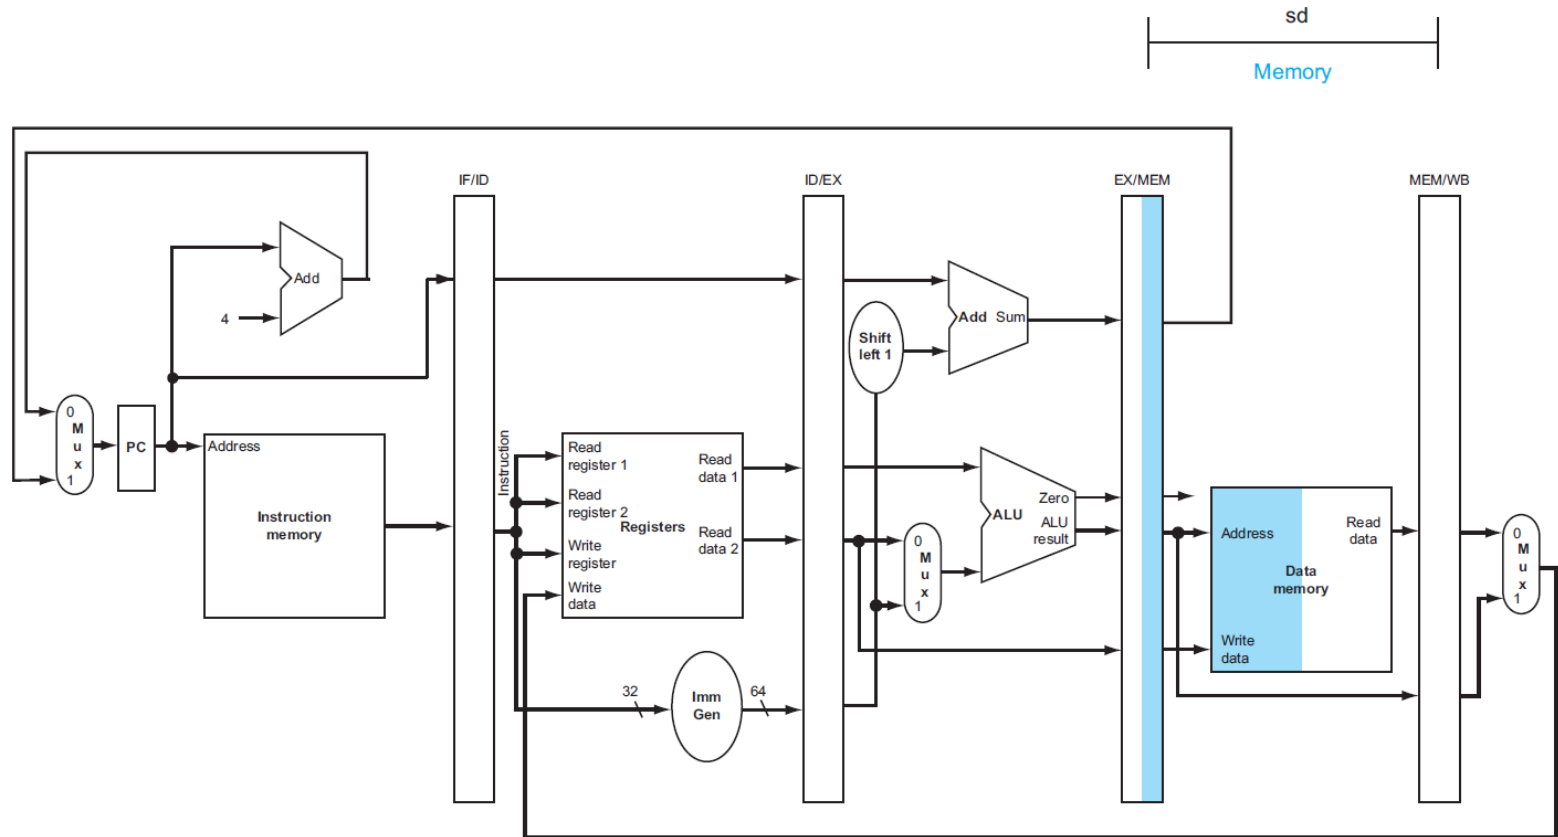 sd
Memory
IF/ID
ID/EX
EX/MEM
MEM/WB
Add
4
Add Sum
Shift
left 1
0
M
u
x
1
PC
Address
Instruction
memory
Instruction
Read
register 1
Read
register 2
Registers
Write
register
Write
data
Read
data 1
Read
data 2
32
Imm
Gen
64
0
M
u
x
1
ALU
Zero
ALU
result
Address
Read
data
Data
memory
Write
data
0
M
u
x
1